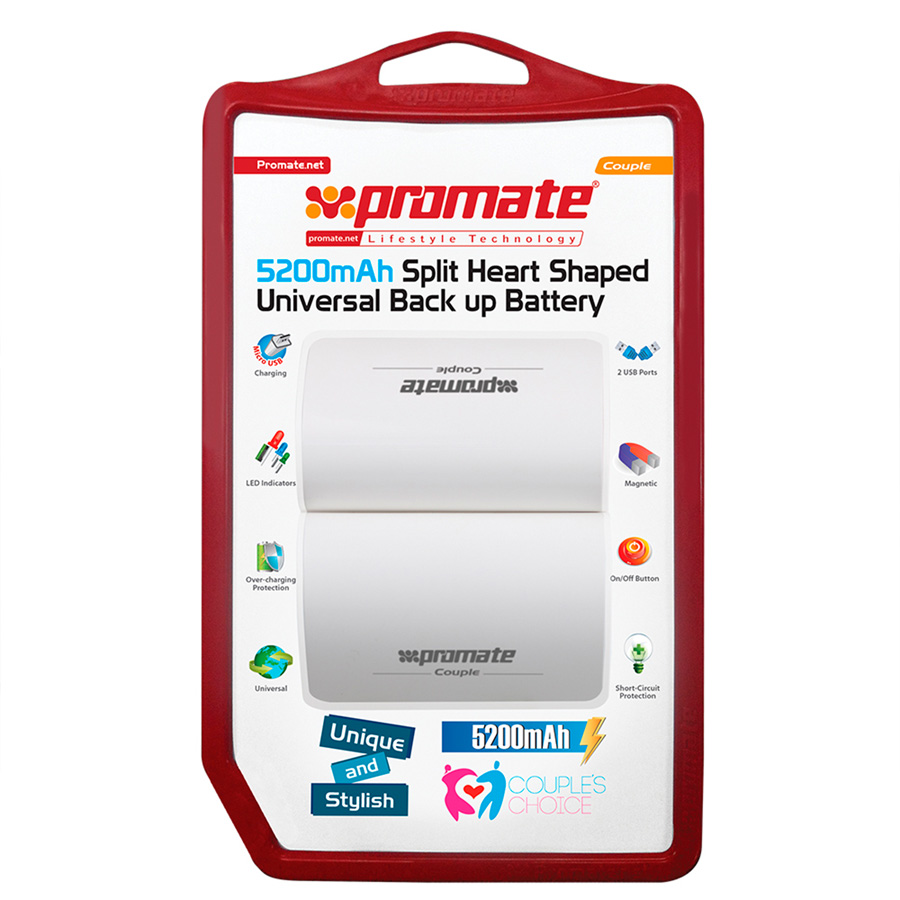 promate
Promate.net
Couple
promate®
promate.net Lifestyle Technology
5200mAh Split Heart Shaped
Universal Back up Battery
Micro USB
Charging
2 USB Ports
Couple
promate
LED Indicators
Magnetic
Over-charging
Protection
On/Off Button
promate
Couple
Universal
Short-Circuit
Protection
Unique
and
Stylish
5200mAh
COUPLE'S
CHOICE